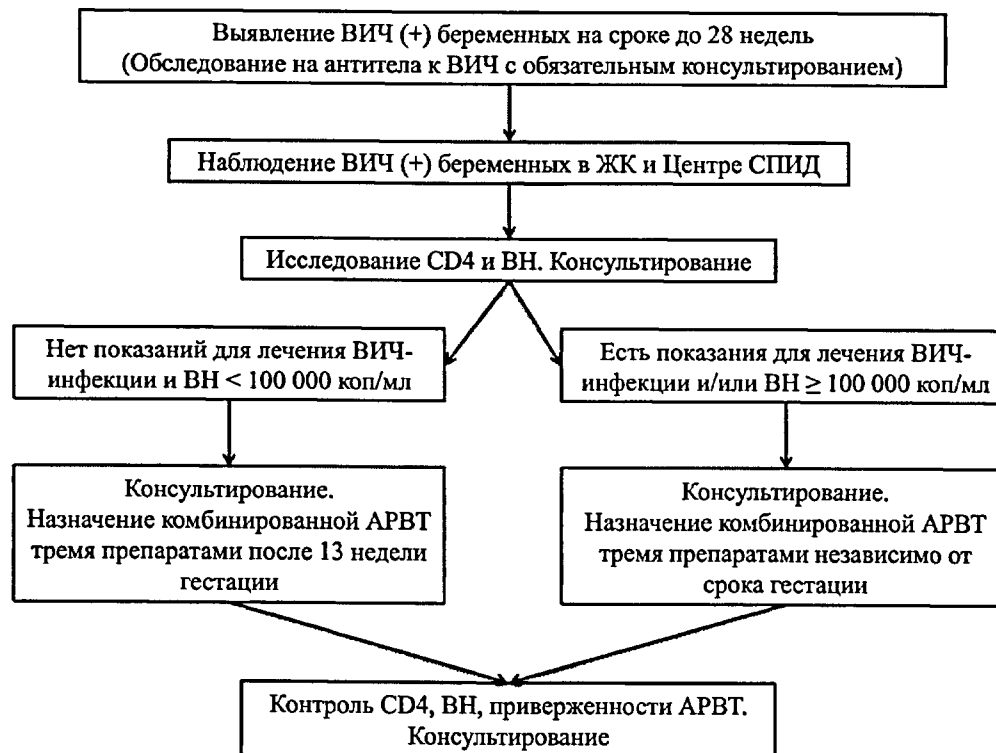 Выявление ВИЧ (+) беременных на сроке до 28 недель
(Обследование на антитела к ВИЧ с обязательным консультированием)
Наблюдение ВИЧ (+) беременных в ЖК и Центре СПИД
Исследование CD4 и ВН. Консультирование
Нет показаний для лечения ВИЧ-
инфекции и ВН < 100 000 коп/мл
Есть показания для лечения ВИЧ-
инфекции и/или ВН ≥ 100 000 коп/мл
Консультирование.
Назначение комбинированной АРВТ
тремя препаратами после 13 недели
гестации
Консультирование.
Назначение комбинированной АРВТ
тремя препаратами независимо от
срока гестации
Контроль CD4, ВН, приверженности АРВТ.
Консультирование